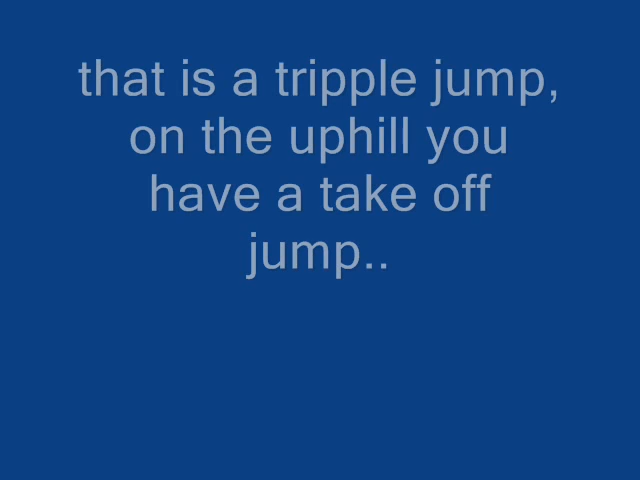 that is a tripple jump,
on the uphill you
have a take off
jump..